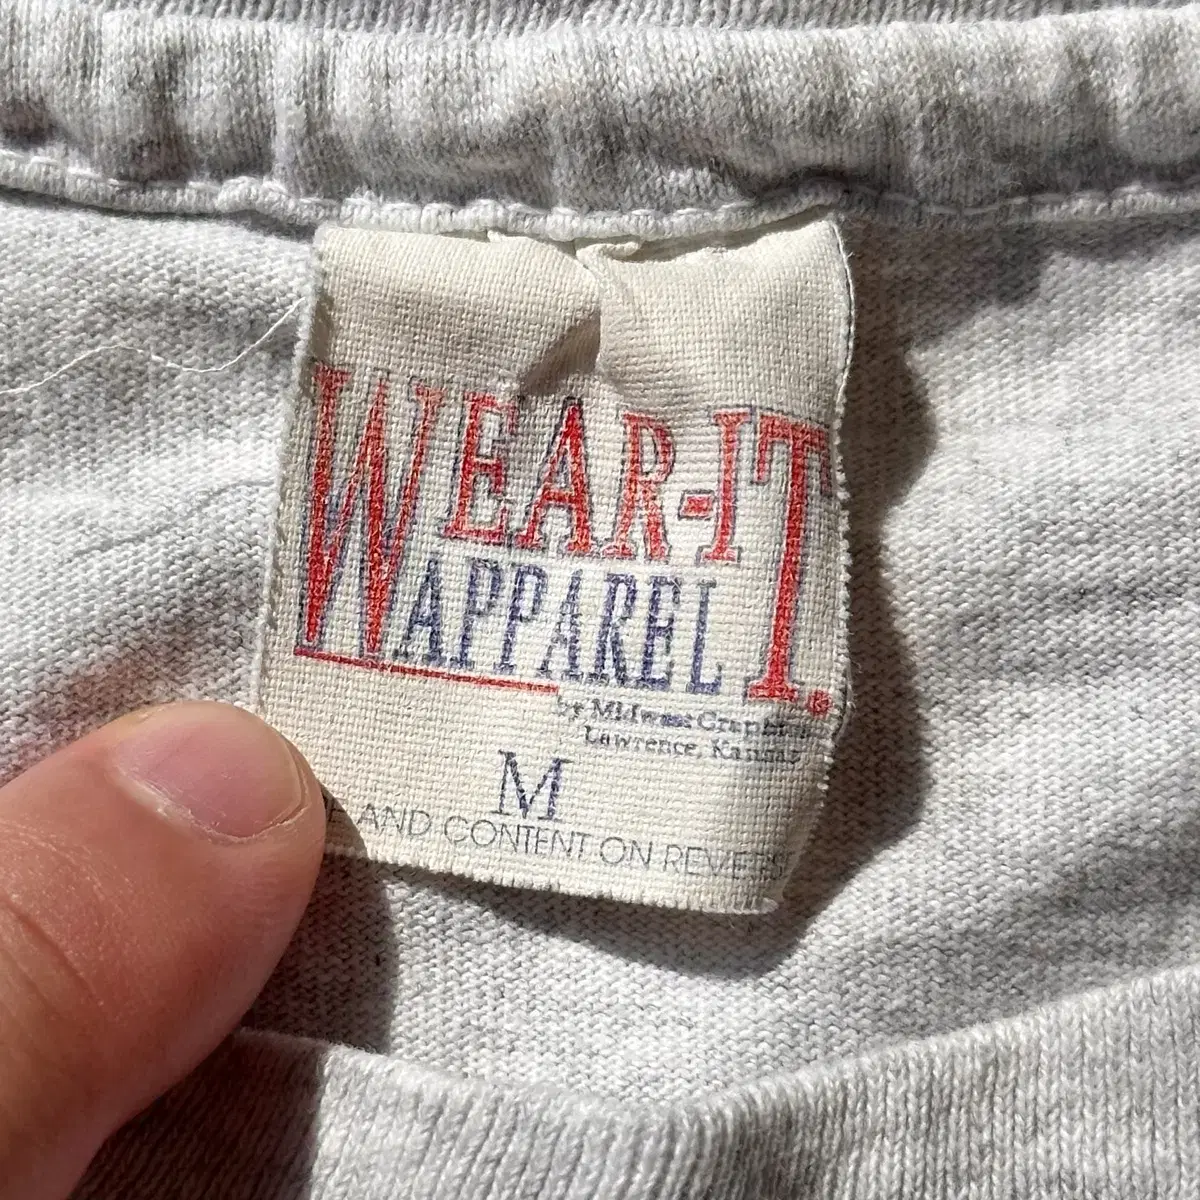 WEAR-IT.
APPAREL
by Midwest Graphics
Lawrence, Kansas
M
E AND CONTENT ON REVERSE